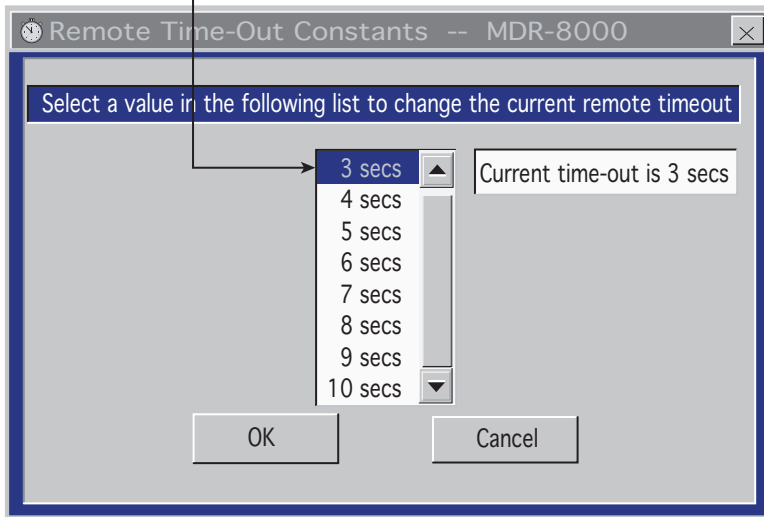 Remote Time-Out Constants -- MDR-8000
Select a value in the following list to change the current remote timeout
3 secs
4 secs
5 secs
6 secs
7 secs
8 secs
9 secs
10 secs
Current time-out is 3 secs
OK
Cancel